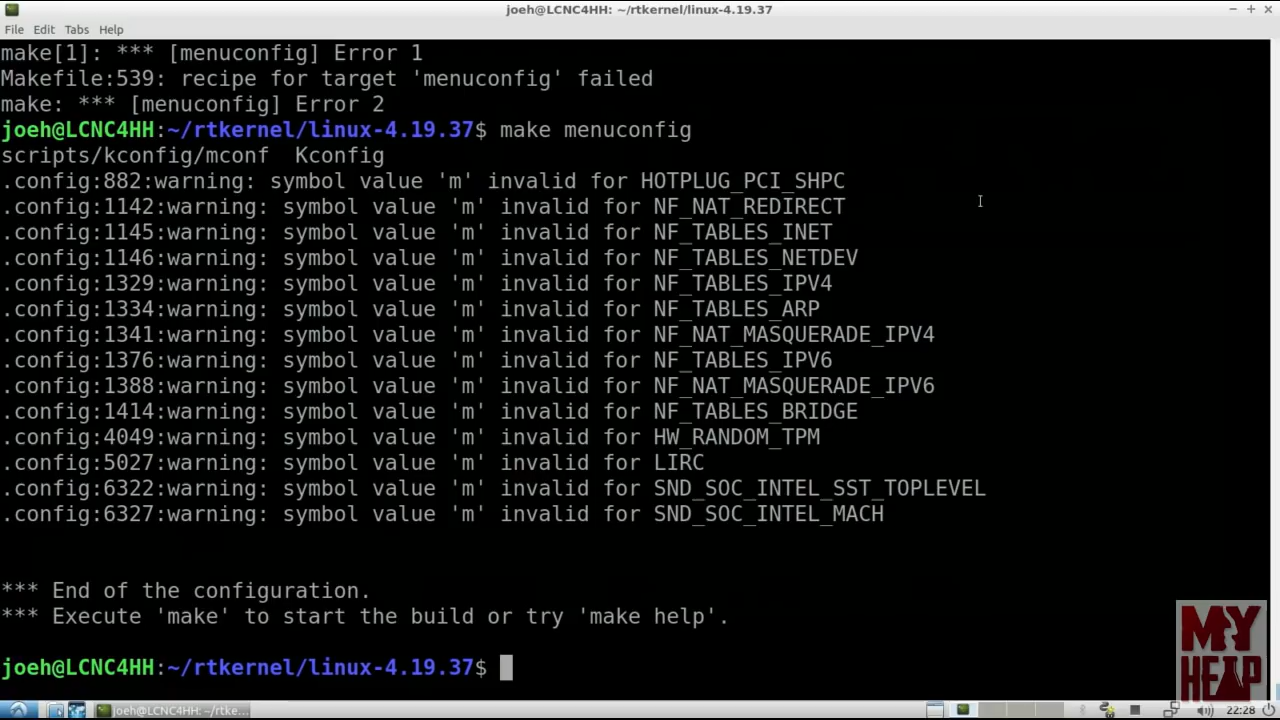 joeh@LCNC4HH: ~/rtkernel/linux-4.19.37
File Edit Tabs Help
make[1]: *** [menuconfig] Error 1
Makefile:539: recipe for target 'menuconfig' failed
make: *** [menuconfig] Error 2
joeh@LCNC4HH:~/rtkernel/linux-4.19.37$ make menuconfig
scripts/kconfig/mconf  Kconfig
.config:882:warning: symbol value 'm' invalid for HOTPLUG_PCI_SHPC
.config:1142:warning: symbol value 'm' invalid for NF_NAT_REDIRECT
.config:1145:warning: symbol value 'm' invalid for NF_TABLES_INET
.config:1146:warning: symbol value 'm' invalid for NF_TABLES_NETDEV
.config:1329:warning: symbol value 'm' invalid for NF_TABLES_IPV4
.config:1334:warning: symbol value 'm' invalid for NF_TABLES_ARP
.config:1341:warning: symbol value 'm' invalid for NF_NAT_MASQUERADE_IPV4
.config:1376:warning: symbol value 'm' invalid for NF_TABLES_IPV6
.config:1388:warning: symbol value 'm' invalid for NF_NAT_MASQUERADE_IPV6
.config:1414:warning: symbol value 'm' invalid for NF_TABLES_BRIDGE
.config:4049:warning: symbol value 'm' invalid for HW_RANDOM_TPM
.config:5027:warning: symbol value 'm' invalid for LIRC
.config:6322:warning: symbol value 'm' invalid for SND_SOC_INTEL_SST_TOPLEVEL
.config:6327:warning: symbol value 'm' invalid for SND_SOC_INTEL_MACH
*** End of the configuration.
*** Execute 'make' to start the build or try 'make help'.
joeh@LCNC4HH:~/rtkernel/linux-4.19.37$
MY
HEAP
joeh@LCNC4HH: ~/rtke...
22:28